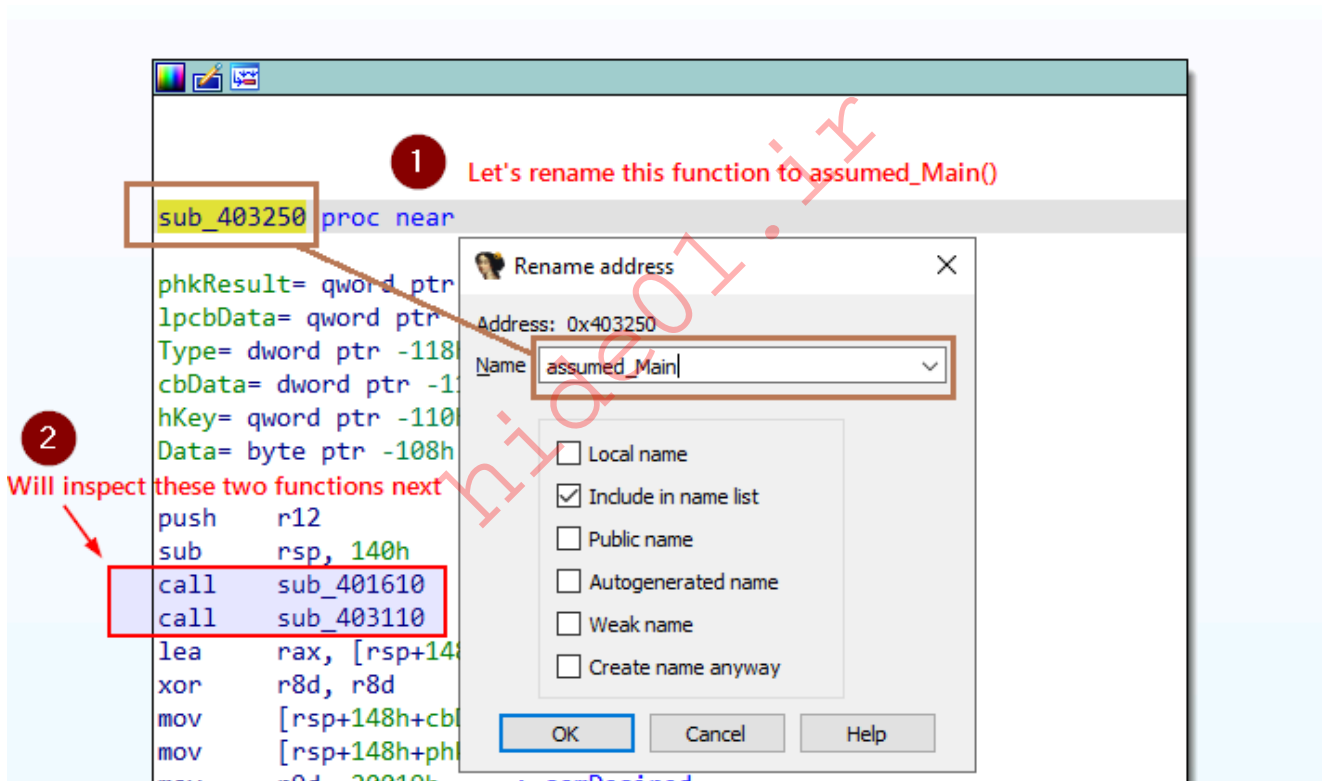 1
Let's rename this function to assumed_Main()
sub_403250 proc near
phkResult= qword ptr
lpcbData= qword ptr
Type= dword ptr -118
cbData= dword ptr
hKey= qword ptr -110
Data= byte ptr -108h
2
Will inspect these two functions next
push r12
sub rsp, 140h
call sub_401610
call sub_403110
lea rax, [rsp+14
xor r8d, r8d
mov [rsp+148h+cb
mov [rsp+148h+ph
Rename address
Address: 0x403250
Name assumed_Main
Local name
Include in name list
Public name
Autogenerated name
Weak name
Create name anyway
OK Cancel Help
hide01.ir